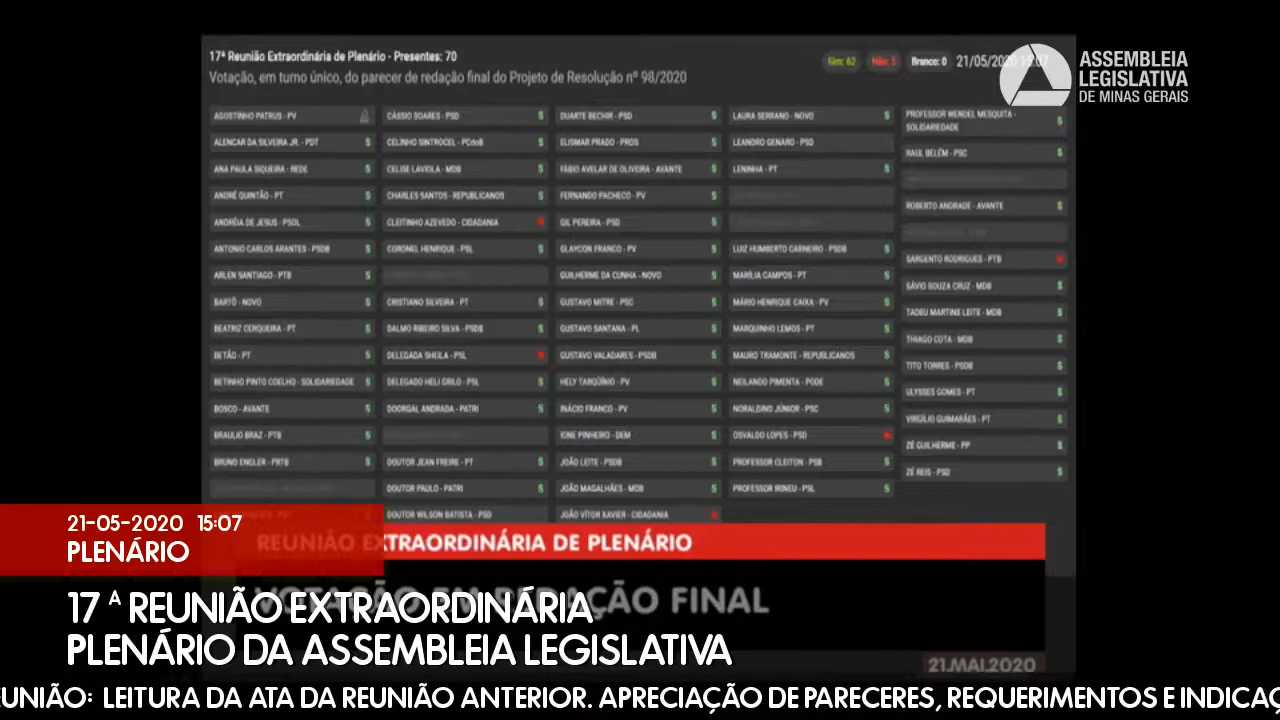 17ª Reunião Extraordinária de Plenário - Presentes: 70
Votação, em turno único, do parecer de redação final do Projeto de Resolução nº 98/2020
Sim: 62 Não: 5 Branco: 0 21/05/2020 15:07
ASSEMBLEIA
LEGISLATIVA
DE MINAS GERAIS
AGOSTINHO PATRUS - PV
ALENCAR DA SILVEIRA JR. - PDT S
ANA PAULA SIQUEIRA - REDE S
ANDRÉ QUINTÃO - PT S
ANDRÉIA DE JESUS - PSOL S
ANTONIO CARLOS ARANTES - PSDB S
ARLEN SANTIAGO - PTB S
BARTÔ - NOVO S
BEATRIZ CERQUEIRA - PT S
BETÃO - PT S
BETINHO PINTO COELHO - SOLIDARIEDADE S
BOSCO - AVANTE S
BRAULIO BRAZ - PTB S
BRUNO ENGLER - PRTB S
CÁSSIO SOARES - PSD S
CELINHO SINTROCEL - PCdoB S
CELISE LAVIOLA - MDB S
CHARLES SANTOS - REPUBLICANOS S
CLEITINHO AZEVEDO - CIDADANIA N
CORONEL HENRIQUE - PSL S
CRISTIANO SILVEIRA - PT S
DALMO RIBEIRO SILVA - PSDB S
DELEGADA SHEILA - PSL N
DELEGADO HELI GRILO - PSL S
DOORGAL ANDRADA - PATRI S
DOUTOR JEAN FREIRE - PT S
DOUTOR PAULO - PATRI S
DOUTOR WILSON BATISTA - PSD S
DUARTE BECHIR - PSD S
ELISMAR PRADO - PROS S
FÁBIO AVELAR DE OLIVEIRA - AVANTE S
FERNANDO PACHECO - PV S
GIL PEREIRA - PSD S
GLAYCON FRANCO - PV S
GUILHERME DA CUNHA - NOVO S
GUSTAVO MITRE - PSC S
GUSTAVO SANTANA - PL S
GUSTAVO VALADARES - PSDB S
HELY TARQÜÍNIO - PV S
INÁCIO FRANCO - PV S
IONE PINHEIRO - DEM S
JOÃO LEITE - PSDB S
JOÃO MAGALHÃES - MDB S
JOÃO VÍTOR XAVIER - CIDADANIA N
LAURA SERRANO - NOVO S
LEANDRO GENARO - PSD
LENINHA - PT S
LUIZ HUMBERTO CARNEIRO - PSDB S
MARÍLIA CAMPOS - PT S
MÁRIO HENRIQUE CAIXA - PV S
MARQUINHO LEMOS - PT S
MAURO TRAMONTE - REPUBLICANOS S
NEILANDO PIMENTA - PODE S
NORALDINO JÚNIOR - PSC S
OSVALDO LOPES - PSD N
PROFESSOR CLEITON - PSB S
PROFESSOR IRINEU - PSL S
PROFESSOR WENDEL MESQUITA -
SOLIDARIEDADE S
RAUL BELÉM - PSC S
ROBERTO ANDRADE - AVANTE S
SARGENTO RODRIGUES - PTB N
SÁVIO SOUZA CRUZ - MDB S
TADEU MARTINS LEITE - MDB S
THIAGO COTA - MDB S
TITO TORRES - PSDB S
ULYSSES GOMES - PT S
VIRGÍLIO GUIMARÃES - PT S
ZÉ GUILHERME - PP S
ZÉ REIS - PSD S
REUNIÃO EXTRAORDINÁRIA DE PLENÁRIO
VOTAÇÃO EM REDAÇÃO FINAL
21.MAI.2020
21-05-2020 15:07
PLENÁRIO
17 ª REUNIÃO EXTRAORDINÁRIA
PLENÁRIO DA ASSEMBLEIA LEGISLATIVA
EUNIÃO: LEITURA DA ATA DA REUNIÃO ANTERIOR. APRECIAÇÃO DE PARECERES, REQUERIMENTOS E INDICAÇ